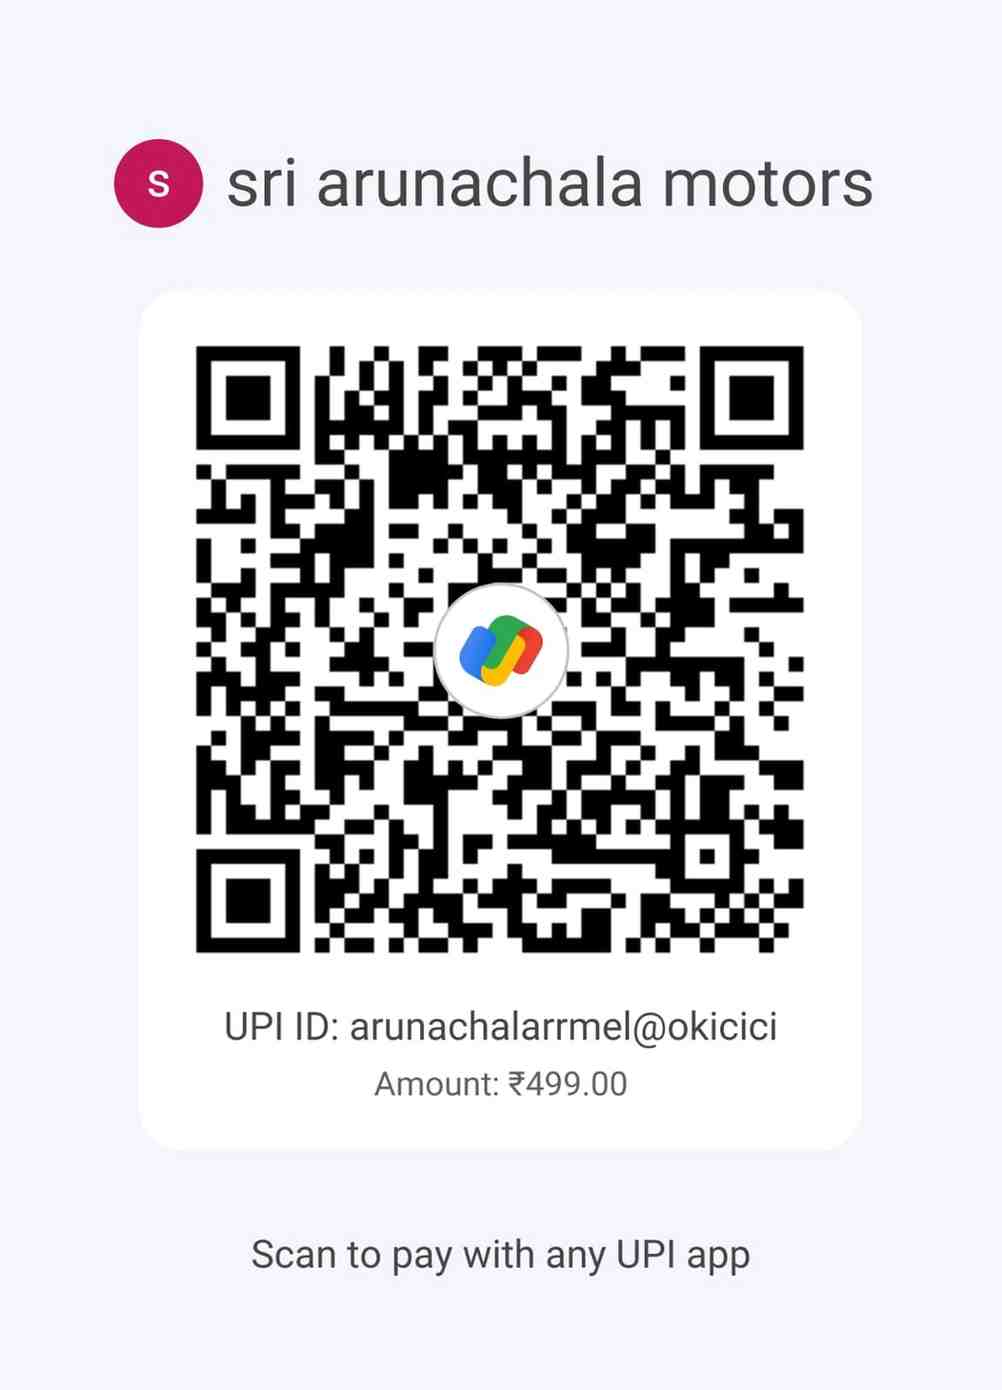 s
sri arunachala motors
UPI ID: arunachalarrmel@okicici
Amount: ₹499.00
Scan to pay with any UPI app